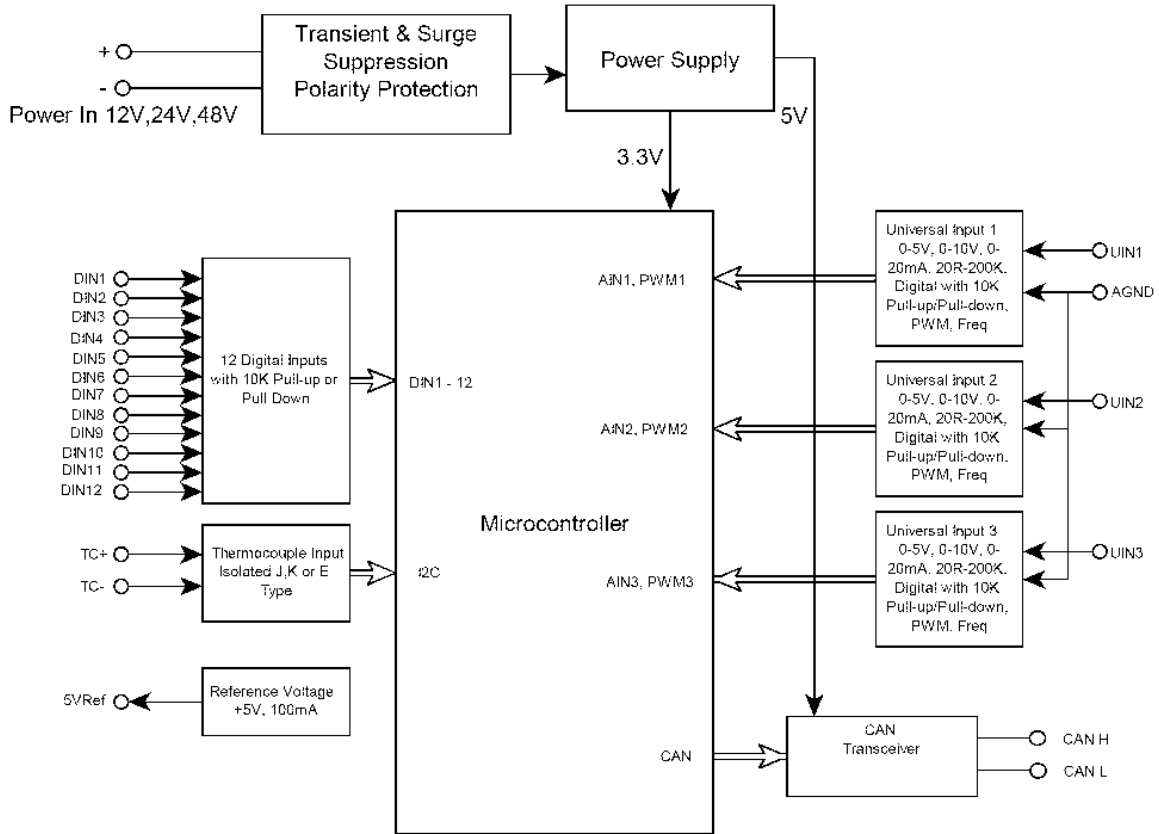 Transient & Surge
Suppression
Polarity Protection
Power Supply
+
-
Power In 12V,24V,48V
5V
3.3V
DIN1
DIN2
DIN3
DIN4
DIN5
DIN6
DIN7
DIN8
DIN9
DIN10
DIN11
DIN12
12 Digital Inputs
with 10K Pull-up or
Pull Down
DIN1 - 12
TC+
TC-
Thermocouple Input
Isolated J,K or E
Type
I2C
5VRef
Reference Voltage
+5V, 100mA
Microcontroller
AIN1, PWM1
AIN2, PWM2
AIN3, PWM3
CAN
Universal Input 1
0-5V, 0-10V, 0-
20mA, 20R-200K,
Digital with 10K
Pull-up/Pull-down,
PWM, Freq
UIN1
AGND
Universal Input 2
0-5V, 0-10V, 0-
20mA, 20R-200K,
Digital with 10K
Pull-up/Pull-down,
PWM, Freq
UIN2
Universal Input 3
0-5V, 0-10V, 0-
20mA, 20R-200K,
Digital with 10K
Pull-up/Pull-down,
PWM, Freq
UIN3
CAN
Transceiver
CAN H
CAN L